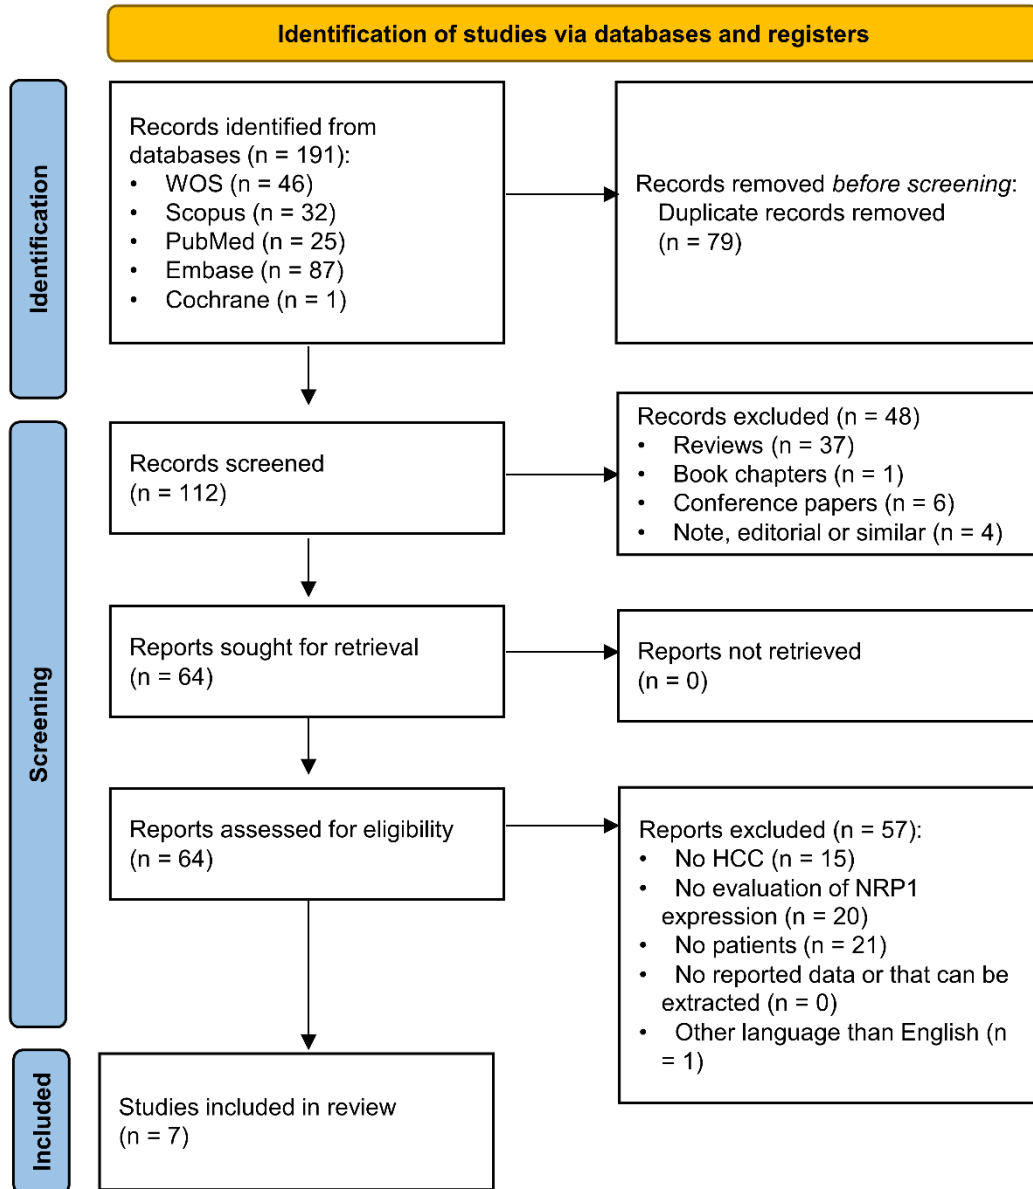 Identification of studies via databases and registers
Identification
Records identified from
databases (n = 191):
• WOS (n = 46)
• Scopus (n = 32)
• PubMed (n = 25)
• Embase (n = 87)
• Cochrane (n = 1)
Records removed before screening:
Duplicate records removed
(n = 79)
Screening
Records screened
(n = 112)
Records excluded (n = 48)
• Reviews (n = 37)
• Book chapters (n = 1)
• Conference papers (n = 6)
• Note, editorial or similar (n = 4)
Reports sought for retrieval
(n = 64)
Reports not retrieved
(n = 0)
Reports assessed for eligibility
(n = 64)
Reports excluded (n = 57):
• No HCC (n = 15)
• No evaluation of NRP1
expression (n = 20)
• No patients (n = 21)
• No reported data or that can be
extracted (n = 0)
• Other language than English (n
= 1)
Included
Studies included in review
(n = 7)